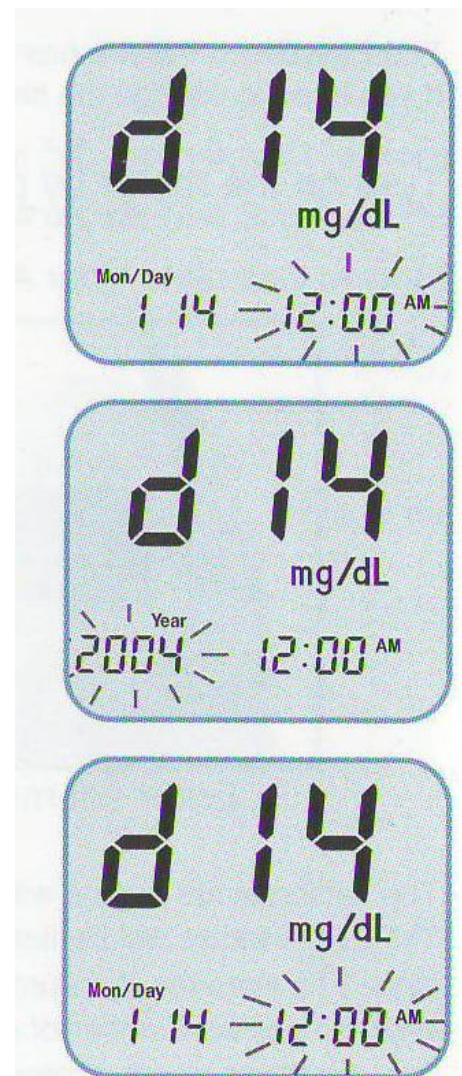 d 14
mg/dL
Mon/Day
1 14 12:00 AM
d 14
mg/dL
Year
2004 12:00 AM
d 14
mg/dL
Mon/Day
1 14 12:00 AM